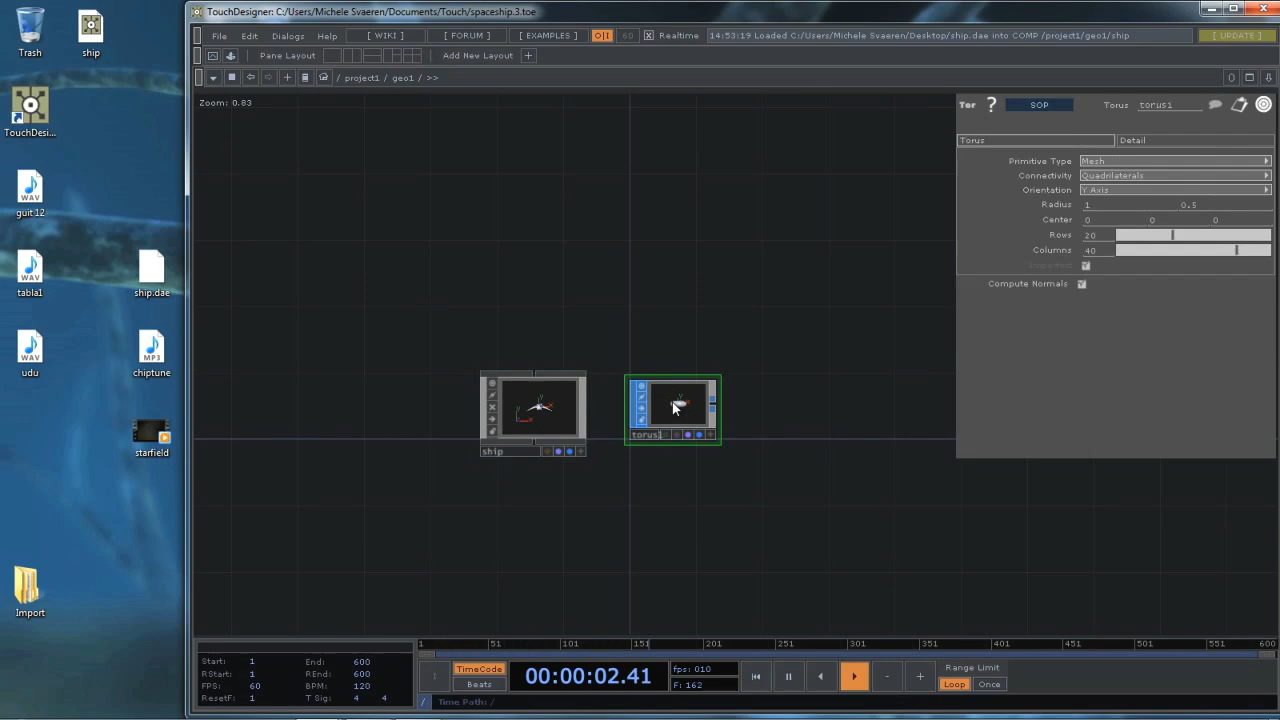 TouchDesigner: C:/Users/Michele Svaeren/Documents/Touch/spaceship.3.toe
File Edit Dialogs Help [ WIKI ] [ FORUM ] [ EXAMPLES ] O|I 60 Realtime 14:53:19 Loaded C:/Users/Michele Svaeren/Desktop/ship.dae into COMP /project1/geo1/ship [ UPDATE ]
Pane Layout Add New Layout +
/ project1 / geo1 / >>
Zoom: 0.83
Trash
ship
TouchDesi...
guit 12
tabla1
ship.dae
udu
chiptune
starfield
Import
Tor ? SOP Torus torus1
Torus Detail
Primitive Type Mesh
Connectivity Quadrilaterals
Orientation Y Axis
Radius 1 0.5
Center 0 0 0
Rows 20
Columns 40
Compute Normals
ship
torus1
1 51 101 151 201 251 301 351 401 451 501 551 600
Start: 1 End: 600
RStart: 1 REnd: 600
FPS: 60 BPM: 120
ResetF: 1 T Sig: 4 4
TimeCode
Beats
00:00:02.41
fps: 010
F: 162
Range Limit
Loop Once
/ Time Path: /